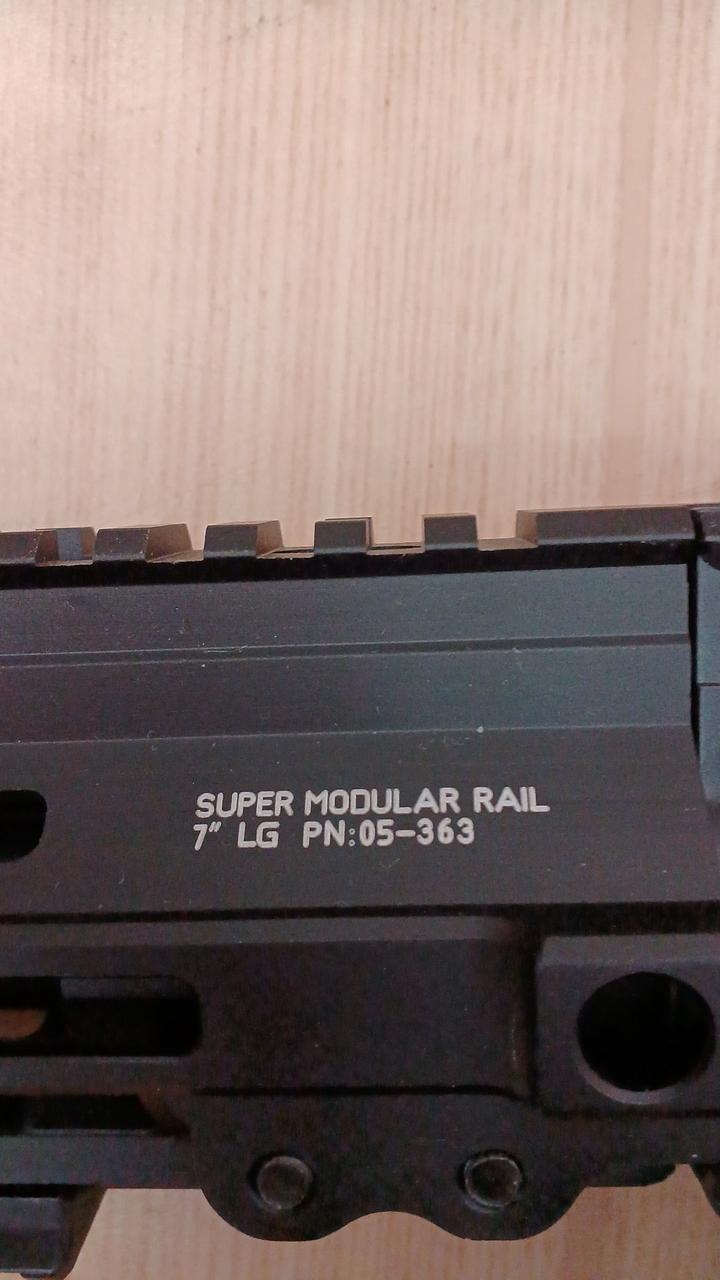 SUPER MODULAR RAIL
7" LG PN:05-363